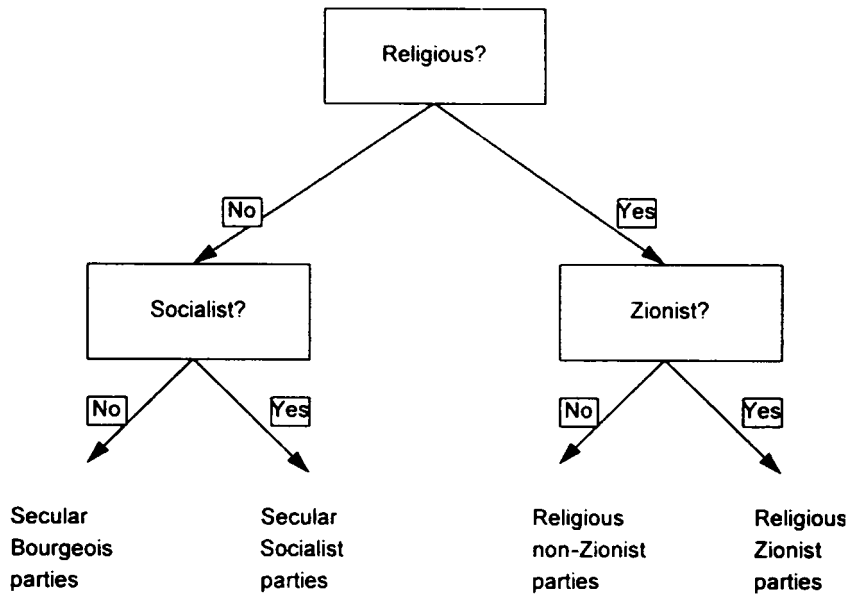 Religious?
No
Yes
Socialist?
Zionist?
No
Yes
No
Yes
Secular
Bourgeois
parties
Secular
Socialist
parties
Religious
non-Zionist
parties
Religious
Zionist
parties